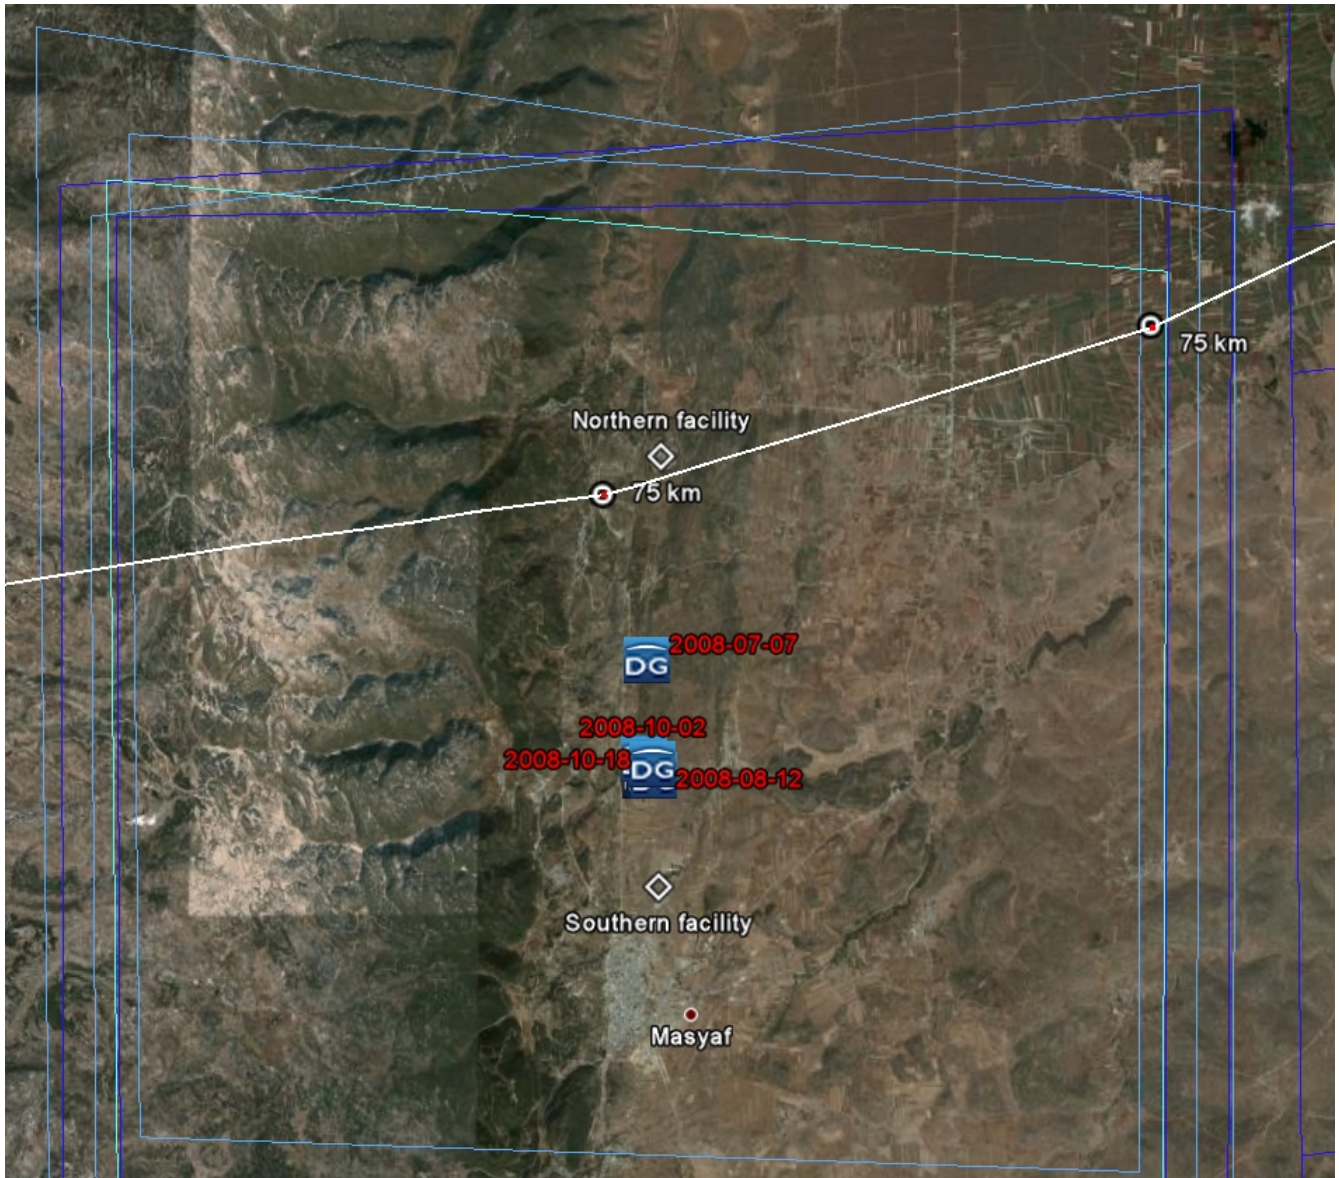 75 km
Northern facility
75 km
DG
2008-07-07
2008-10-02
2008-10-18
DG
2008-08-12
Southern facility
Masyaf